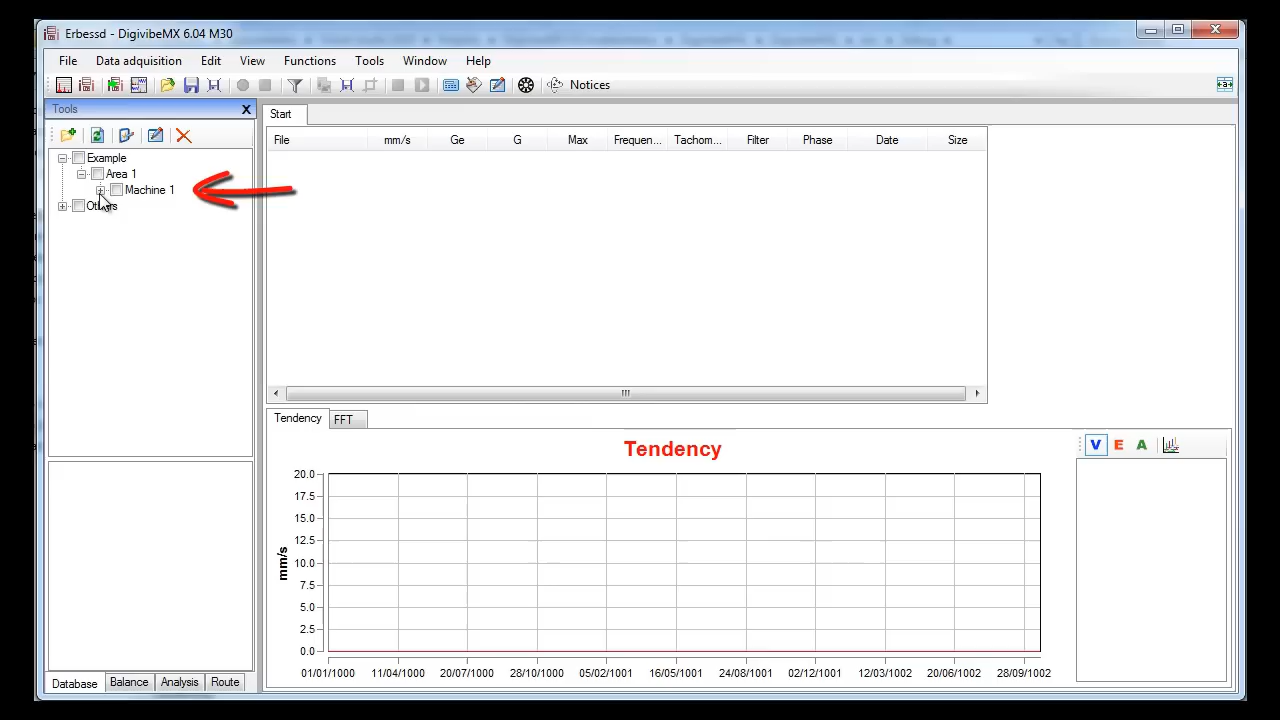 Erbessd - DigivibeMX 6.04 M30
File Data acquisition Edit View Functions Tools Window Help
Notices
Tools X
Start
File mm/s Ge G Max Frequen... Tachom... Filter Phase Date Size
Example
Area 1
Machine 1
Others
Tendency FFT
Tendency
V E A
20.0
17.5
15.0
12.5
10.0
7.5
5.0
2.5
0.0
mm/s
01/01/1000 11/04/1000 20/07/1000 28/10/1000 05/02/1001 16/05/1001 24/08/1001 02/12/1001 12/03/1002 20/06/1002 28/09/1002
Database Balance Analysis Route